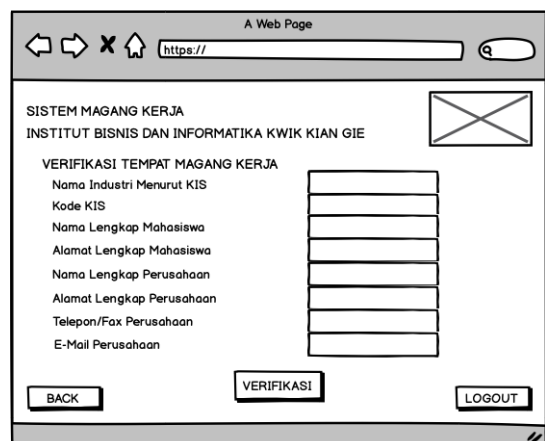 A Web Page
https://
SISTEM MAGANG KERJA
INSTITUT BISNIS DAN INFORMATIKA KWIK KIAN GIE
VERIFIKASI TEMPAT MAGANG KERJA
Nama Industri Menurut KIS
Kode KIS
Nama Lengkap Mahasiswa
Alamat Lengkap Mahasiswa
Nama Lengkap Perusahaan
Alamat Lengkap Perusahaan
Telepon/Fax Perusahaan
E-Mail Perusahaan
VERIFIKASI
BACK
LOGOUT